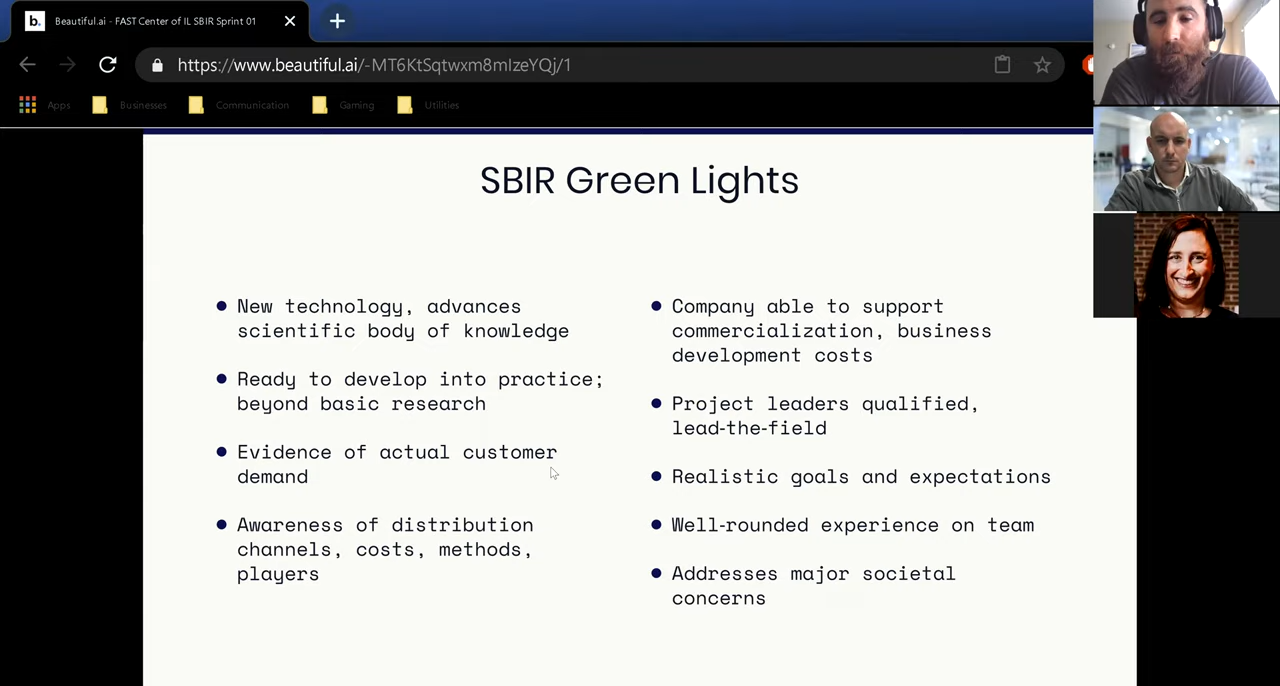 b. Beautiful.ai - FAST Center of IL SBIR Sprint 01
https://www.beautiful.ai/-MT6KtSqtwxm8mIzeYQj/1
Apps Businesses Communication Gaming Utilities
SBIR Green Lights
New technology, advances
scientific body of knowledge
Ready to develop into practice;
beyond basic research
Evidence of actual customer
demand
Awareness of distribution
channels, costs, methods,
players
Company able to support
commercialization, business
development costs
Project leaders qualified,
lead-the-field
Realistic goals and expectations
Well-rounded experience on team
Addresses major societal
concerns